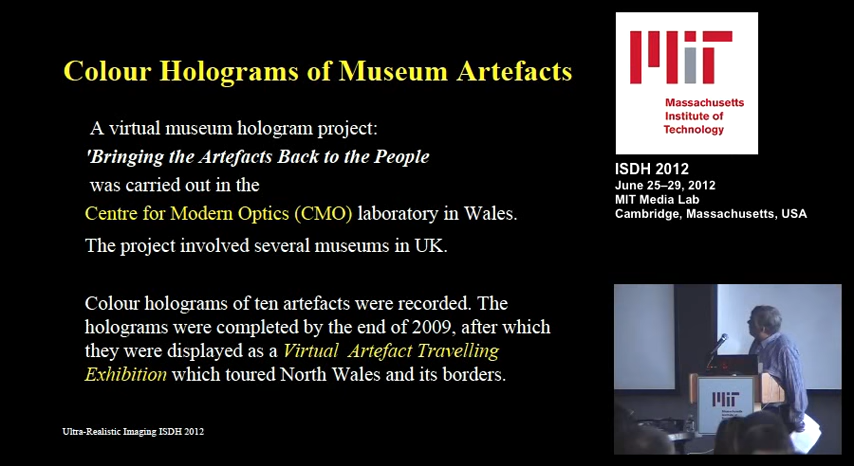 Colour Holograms of Museum Artefacts
A virtual museum hologram project:
'Bringing the Artefacts Back to the People
was carried out in the
Centre for Modern Optics (CMO) laboratory in Wales.
The project involved several museums in UK.
Colour holograms of ten artefacts were recorded. The
holograms were completed by the end of 2009, after which
they were displayed as a Virtual Artefact Travelling
Exhibition which toured North Wales and its borders.
Ultra-Realistic Imaging ISDH 2012
MIT
Massachusetts
Institute of
Technology
ISDH 2012
June 25–29, 2012
MIT Media Lab
Cambridge, Massachusetts, USA
MIT